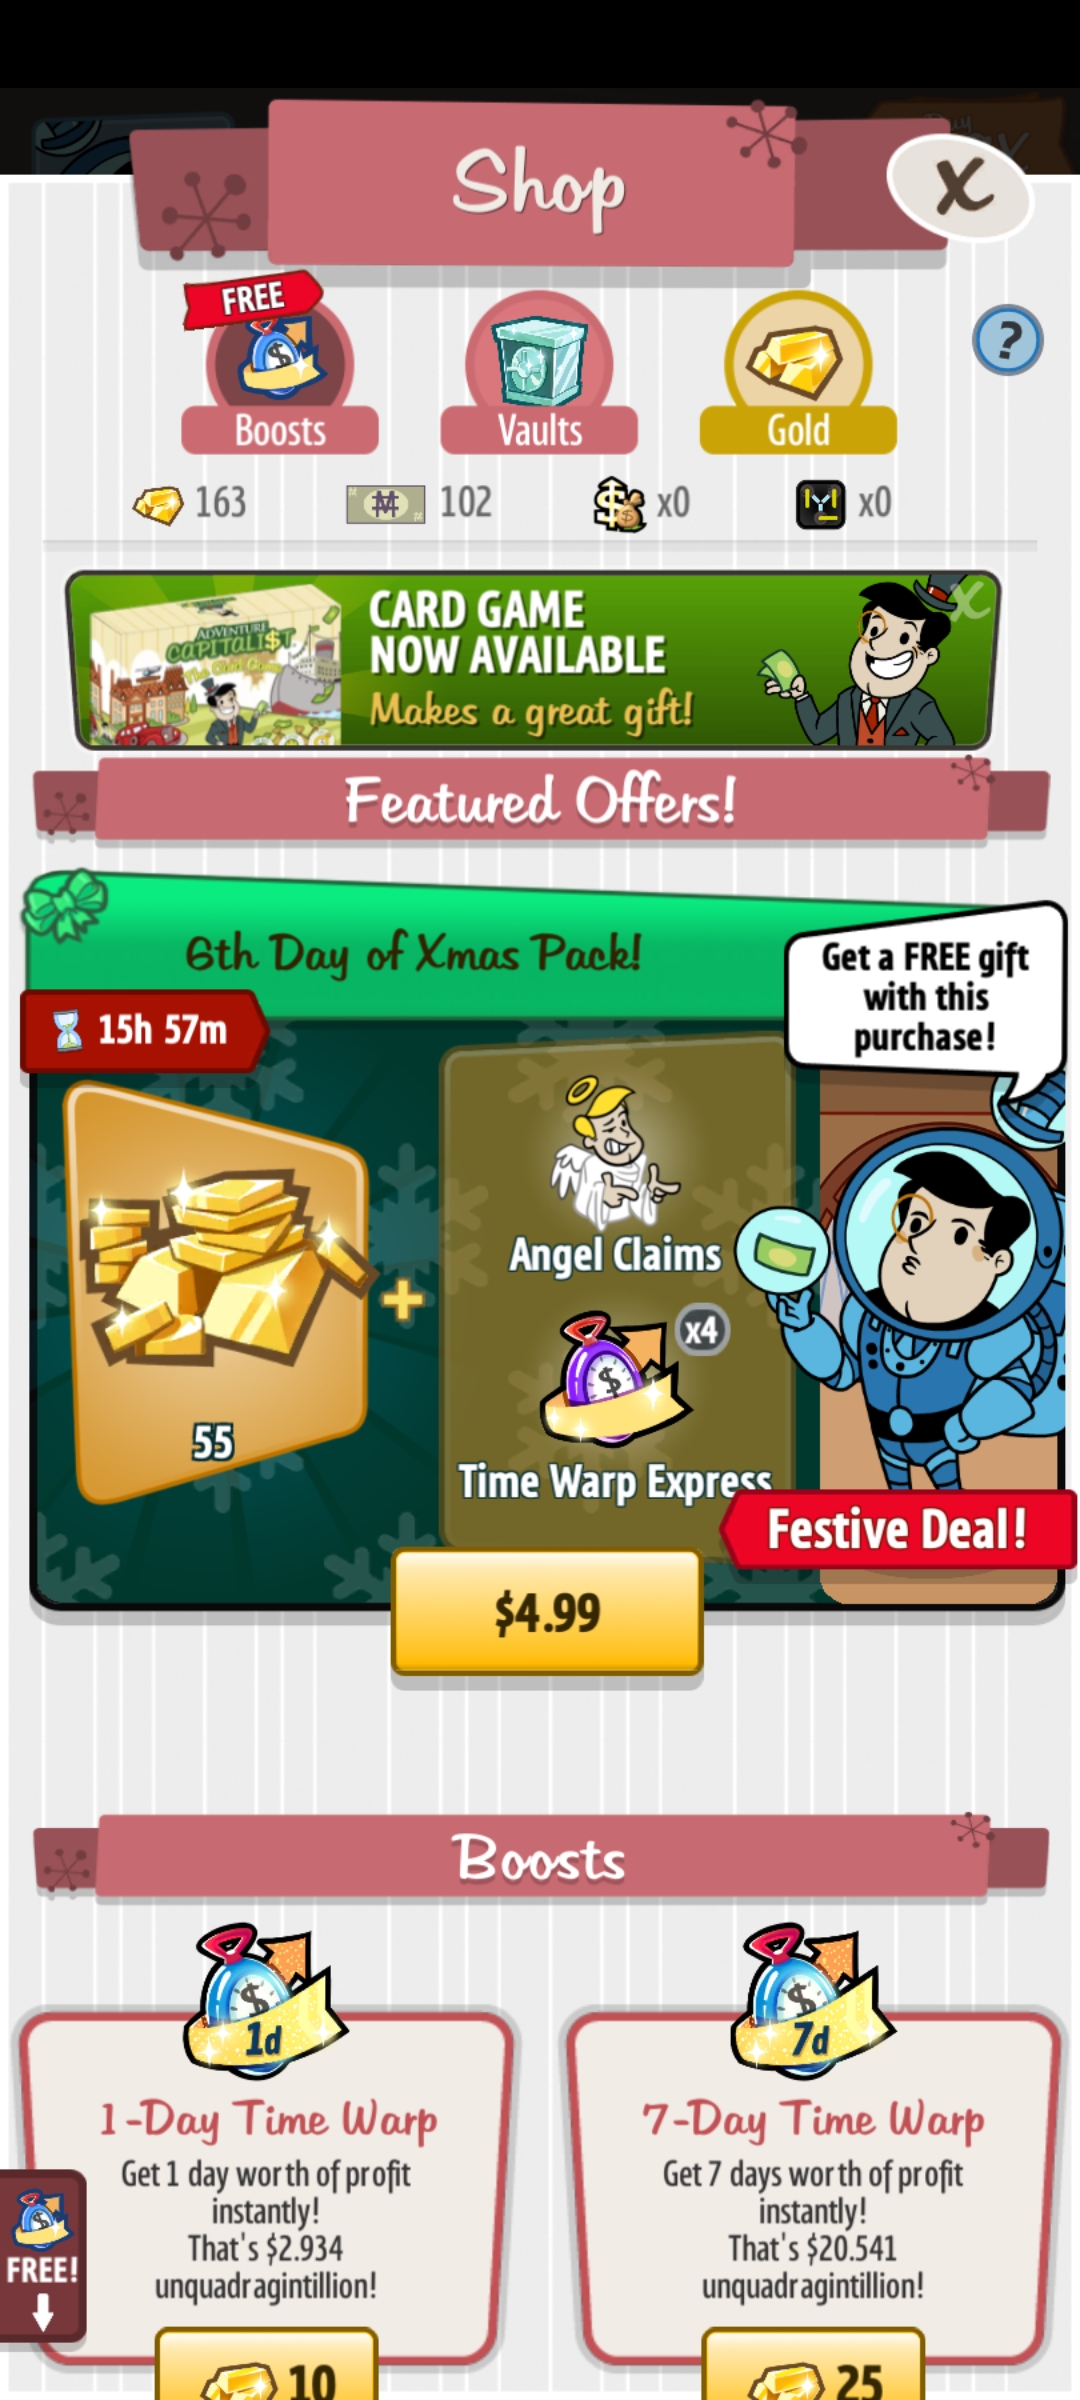 Shop
X
FREE
Boosts
Vaults
Gold
?
163
102
x0
x0
ADVENTURE
CAPITALI$T
The Card Game
CARD GAME
NOW AVAILABLE
Makes a great gift!
X
Featured Offers!
6th Day of Xmas Pack!
Get a FREE gift
with this
purchase!
15h 57m
Angel Claims
x4
55
Time Warp Express
Festive Deal!
$4.99
Boosts
1d
7d
1-Day Time Warp
7-Day Time Warp
Get 1 day worth of profit
instantly!
That's $2.934
unquadragintillion!
Get 7 days worth of profit
instantly!
That's $20.541
unquadragintillion!
FREE!
10
25